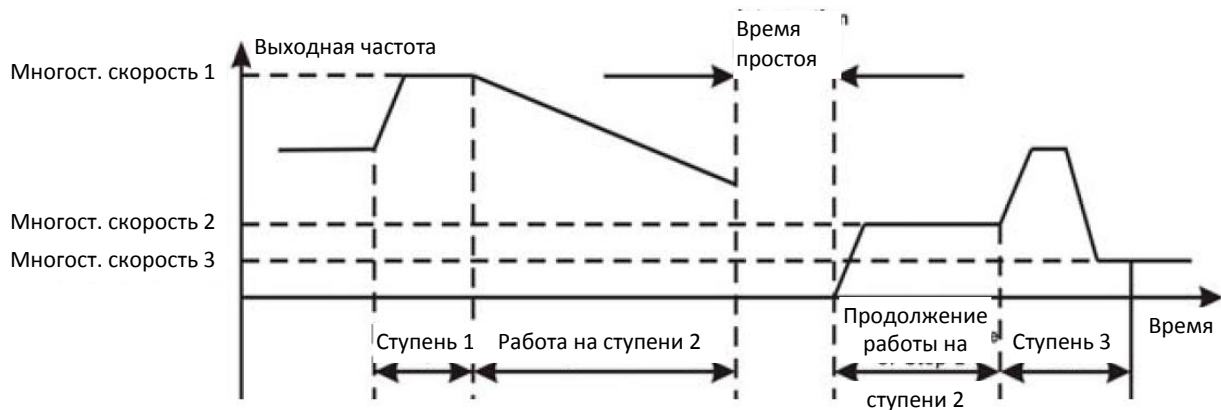 Время
простоя
Выходная частота
Многост. скорость 1
Многост. скорость 2
Многост. скорость 3
Время
Ступень 1
Работа на ступени 2
Продолжение
работы на
ступени 2
Ступень 3